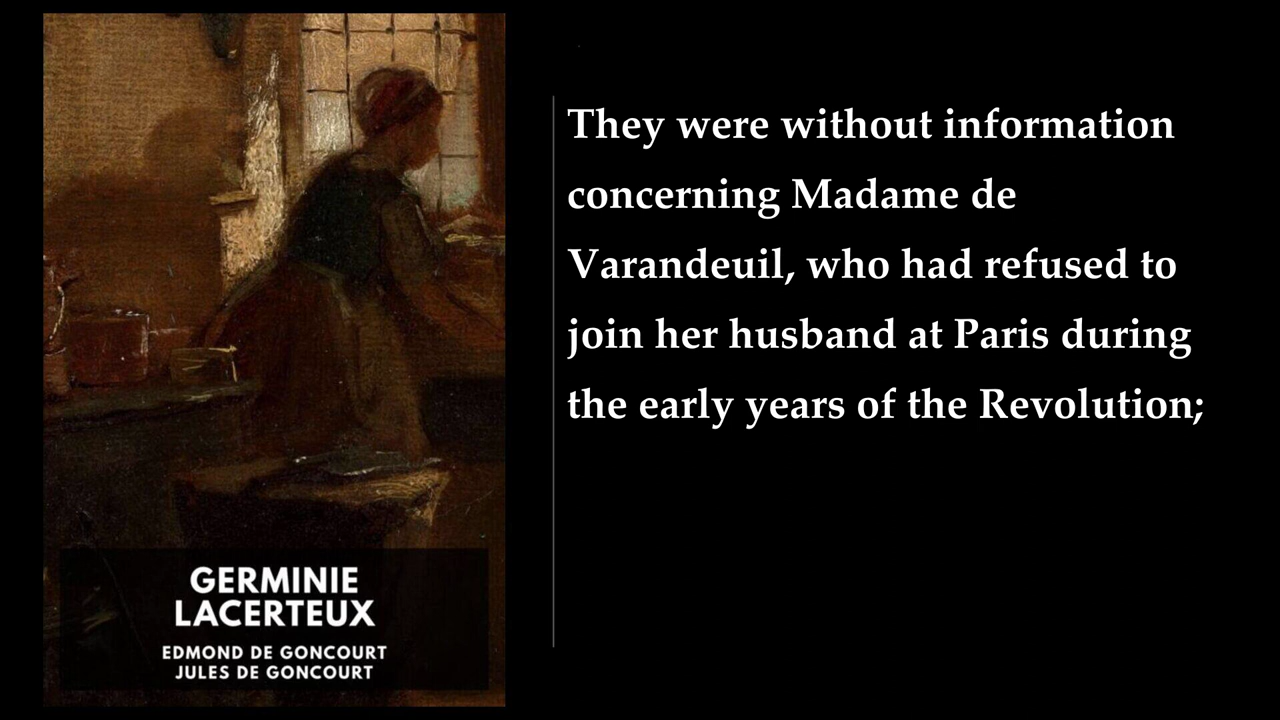 They were without information
concerning Madame de
Varandeuil, who had refused to
join her husband at Paris during
the early years of the Revolution;
GERMINIE
LACERTEUX
EDMOND DE GONCOURT
JULES DE GONCOURT